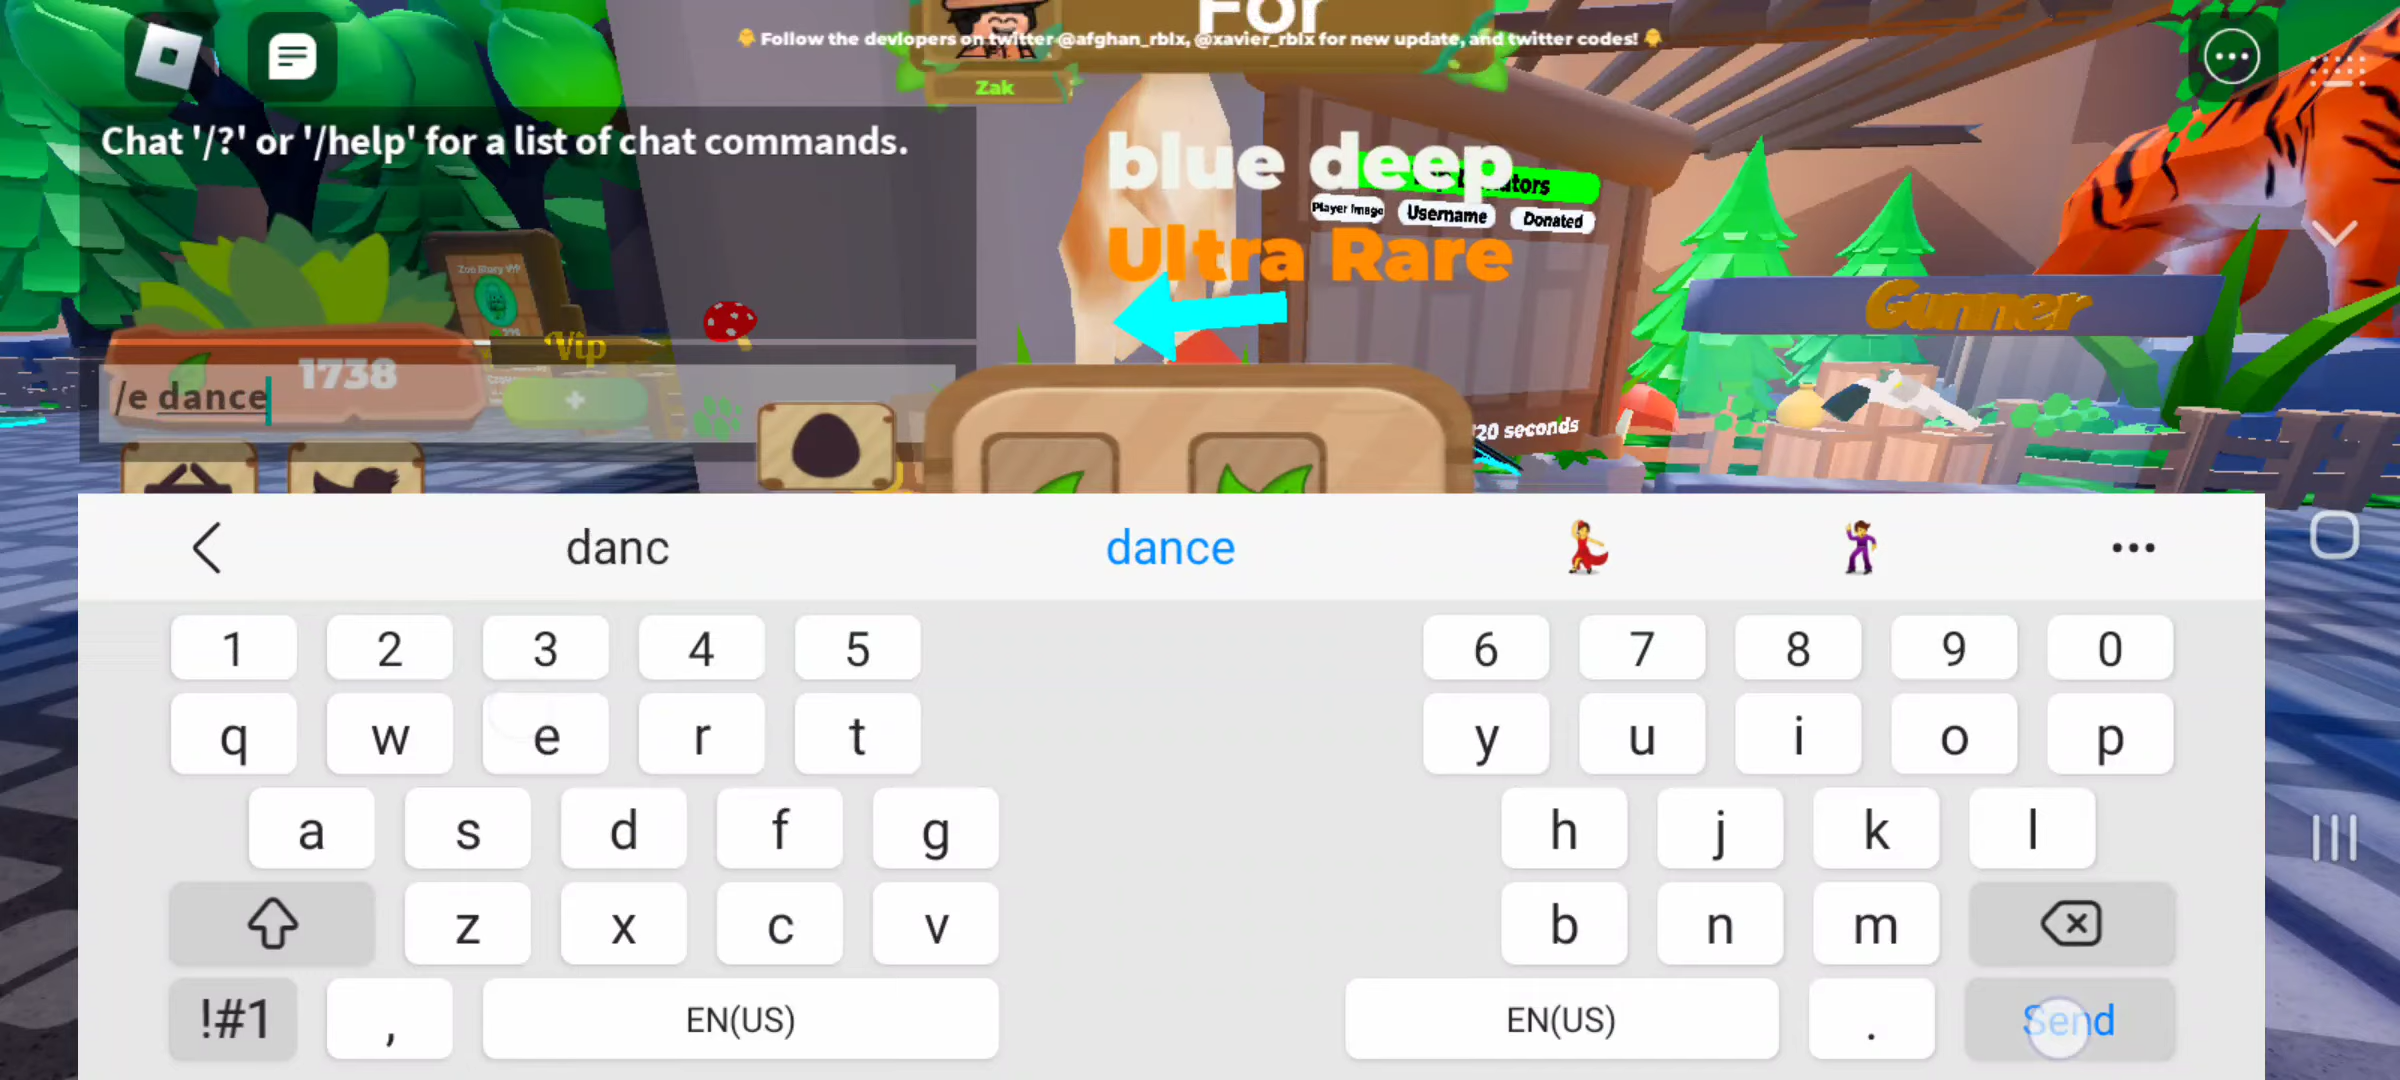 For
Follow the devlopers on twitter @afghan_rblx, @xavier_rblx for new update, and twitter codes!
Zak
Chat '/?' or '/help' for a list of chat commands.
blue deep
Ultra Rare
Player Image
Username
Donated
Gunner
Vip
1738
/e dance
+
20 seconds
danc
dance
1 2 3 4 5 6 7 8 9 0
q w e r t y u i o p
a s d f g h j k l
z x c v b n m
!#1 , EN(US) EN(US) . Send